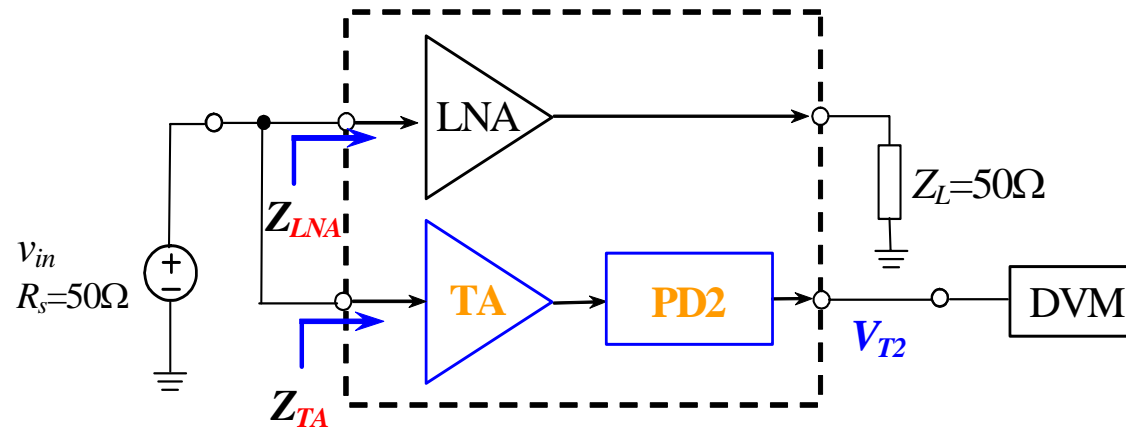 LNA
Z_L=50Ω
Z_LNA
v_in
R_s=50Ω
TA
PD2
DVM
V_T2
Z_TA